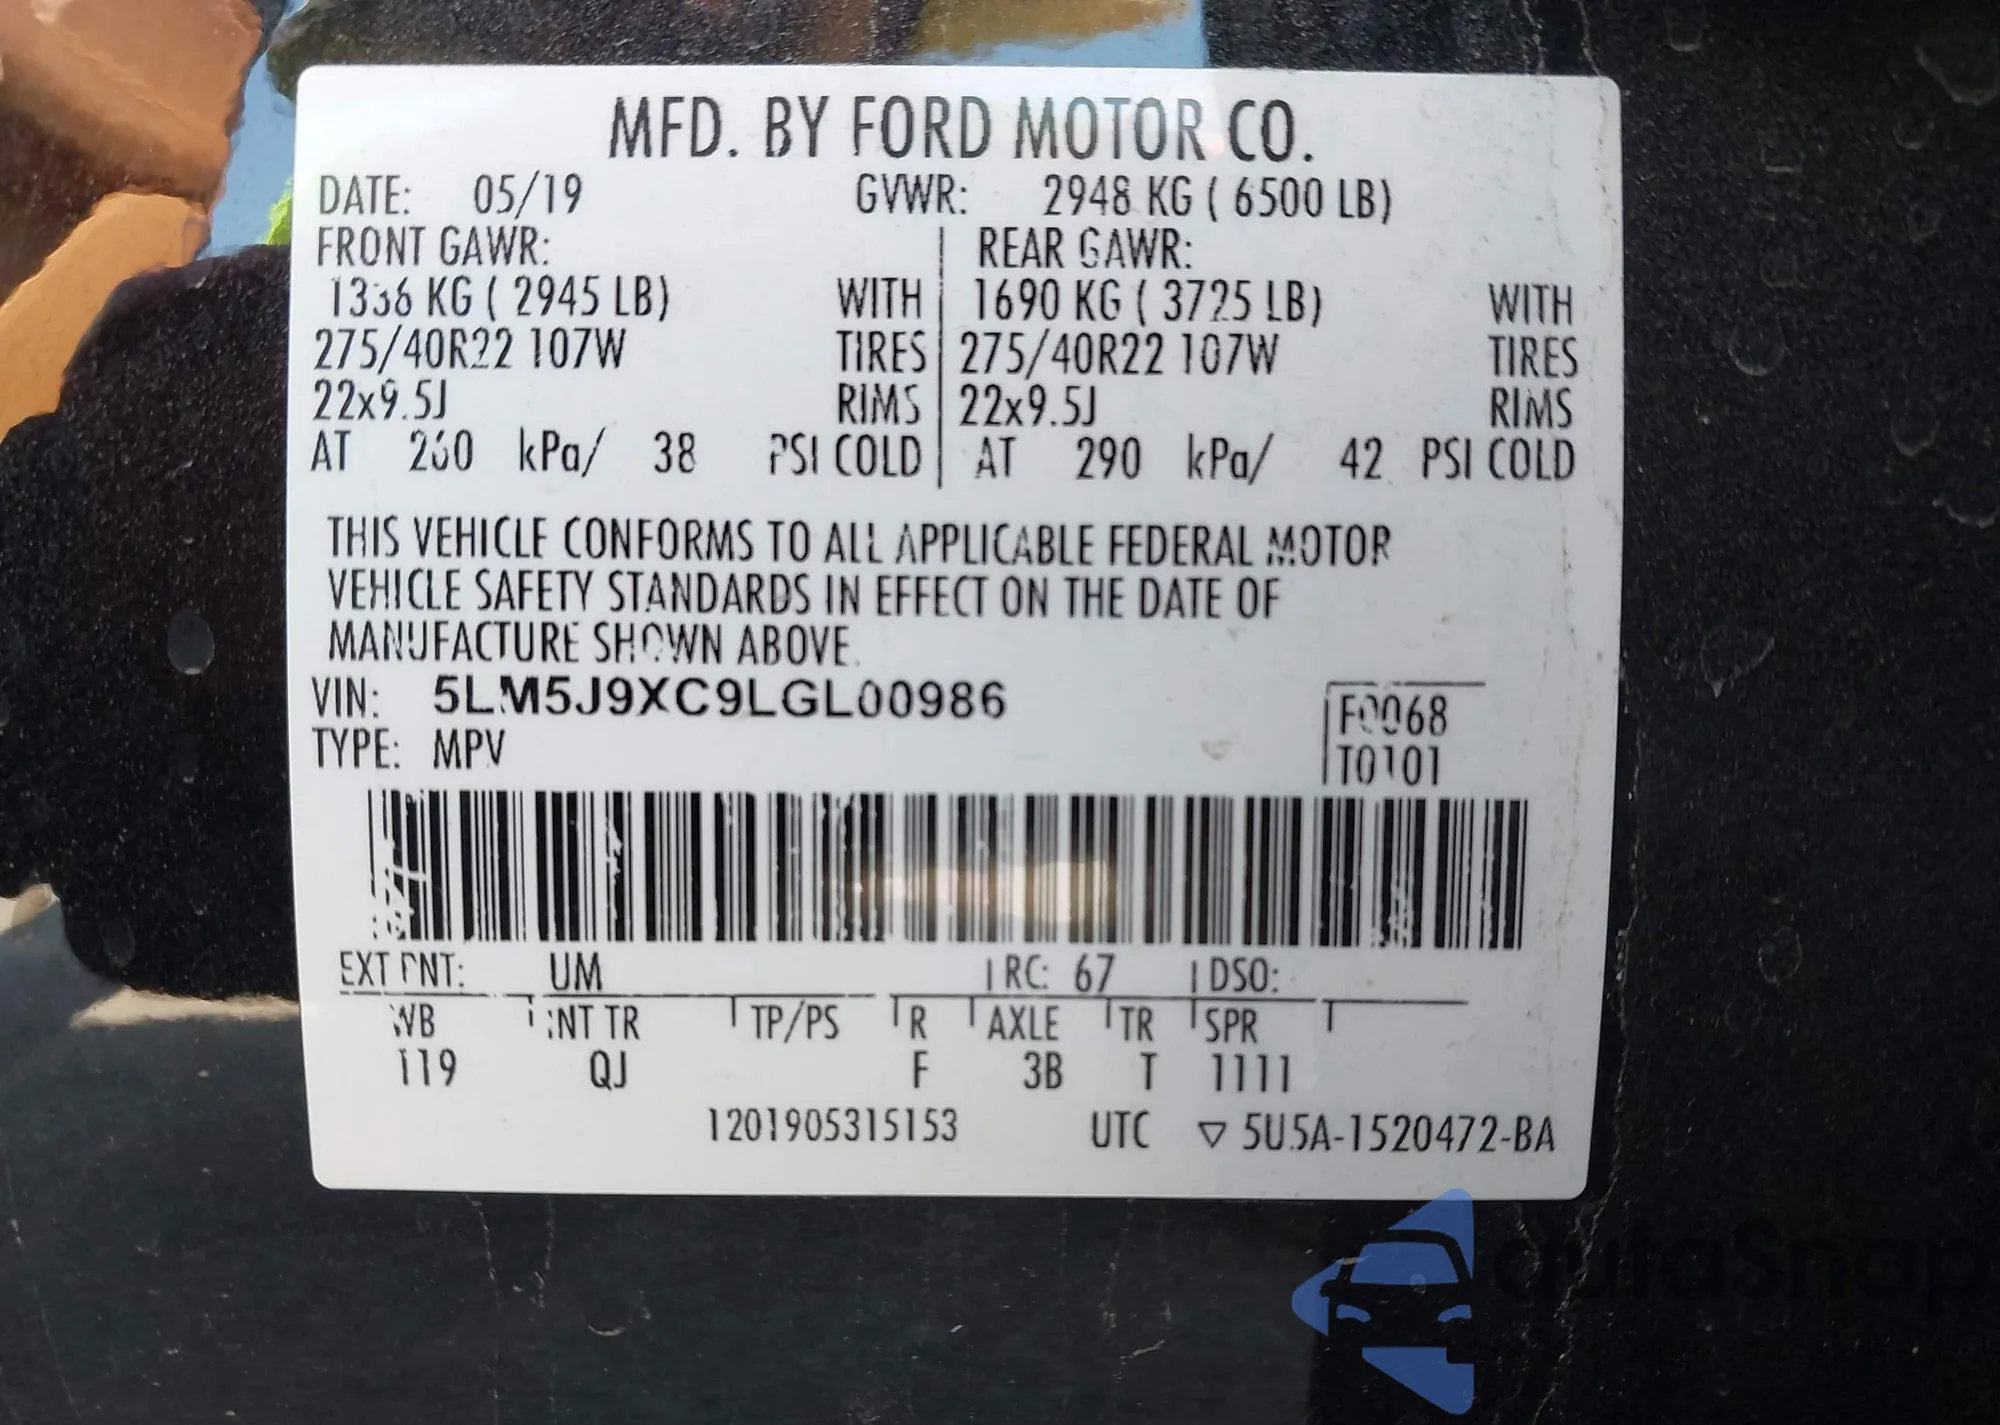 MFD. BY FORD MOTOR CO.
DATE: 05/19 GVWR: 2948 KG ( 6500 LB)
FRONT GAWR: REAR GAWR:
1336 KG ( 2945 LB) WITH 1690 KG ( 3725 LB) WITH
275/40R22 107W TIRES 275/40R22 107W TIRES
22x9.5J RIMS 22x9.5J RIMS
AT 260 kPa/ 38 PSI COLD AT 290 kPa/ 42 PSI COLD
THIS VEHICLE CONFORMS TO ALL APPLICABLE FEDERAL MOTOR
VEHICLE SAFETY STANDARDS IN EFFECT ON THE DATE OF
MANUFACTURE SHOWN ABOVE.
VIN: 5LM5J9XC9LGL00986 F0068
TYPE: MPV T0101
EXT PNT: UM RC: 67 DSO:
WB INT TR TP/PS R AXLE TR SPR
119 QJ F 3B T 1111
1201905315153 UTC ▽ 5U5A-1520472-BA
autoSnap